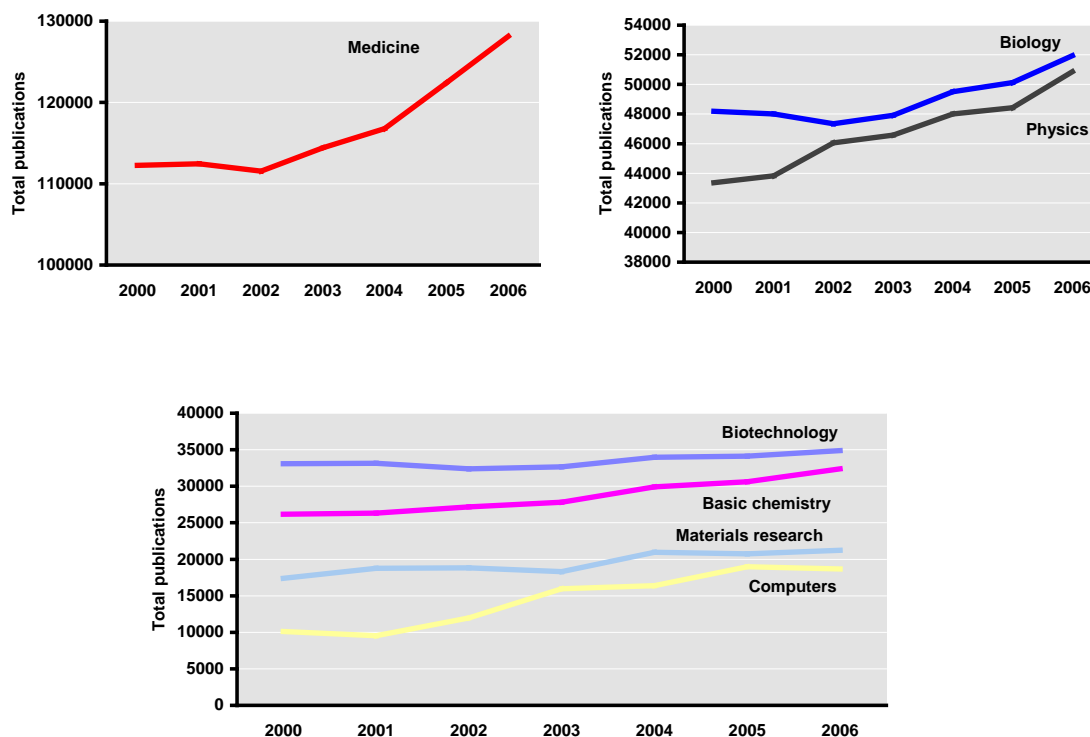 Medicine
Total publications
130000
120000
110000
100000
2000 2001 2002 2003 2004 2005 2006
Biology
Physics
Total publications
54000
52000
50000
48000
46000
44000
42000
40000
38000
2000 2001 2002 2003 2004 2005 2006
Biotechnology
Basic chemistry
Materials research
Computers
Total publications
40000
35000
30000
25000
20000
15000
10000
5000
0
2000 2001 2002 2003 2004 2005 2006